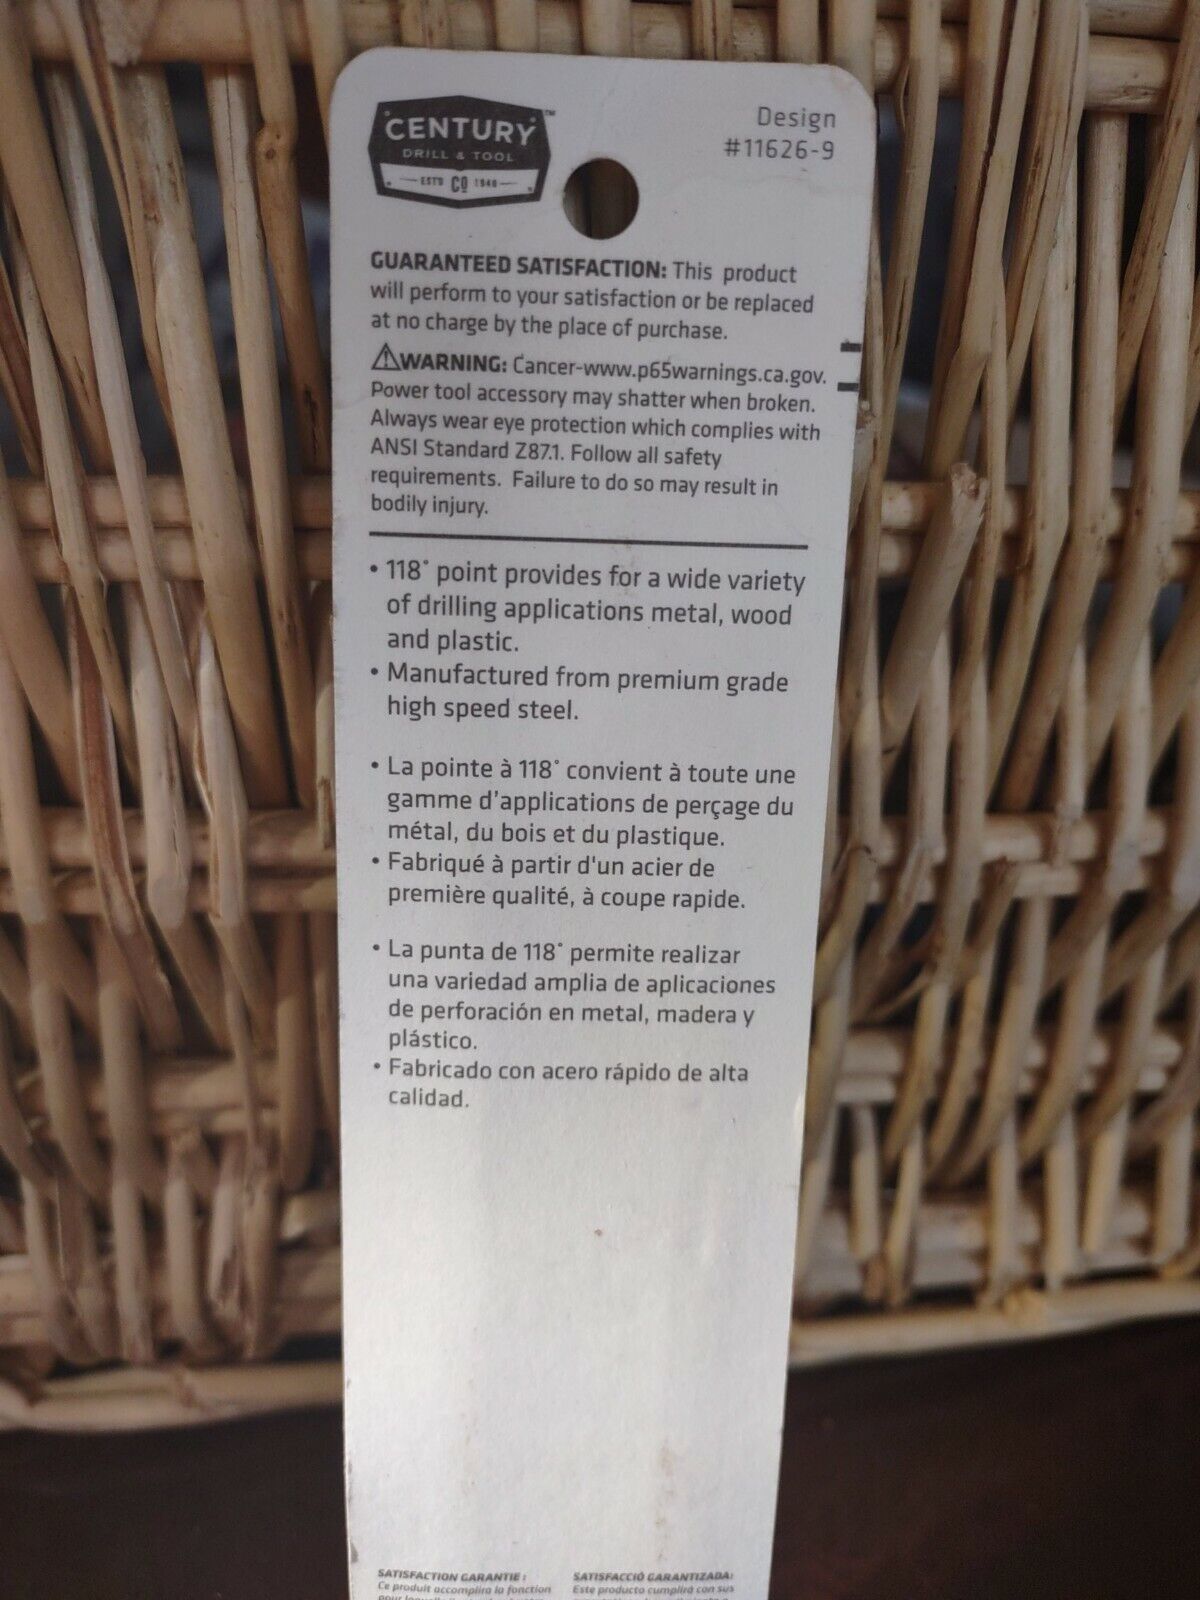 CENTURY™
DRILL & TOOL
ESTD CO 1940
Design
#11626-9
GUARANTEED SATISFACTION: This product
will perform to your satisfaction or be replaced
at no charge by the place of purchase.
⚠WARNING: Cancer-www.p65warnings.ca.gov.
Power tool accessory may shatter when broken.
Always wear eye protection which complies with
ANSI Standard Z87.1. Follow all safety
requirements. Failure to do so may result in
bodily injury.
• 118° point provides for a wide variety
of drilling applications metal, wood
and plastic.
• Manufactured from premium grade
high speed steel.
• La pointe à 118° convient à toute une
gamme d'applications de perçage du
métal, du bois et du plastique.
• Fabriqué à partir d'un acier de
première qualité, à coupe rapide.
• La punta de 118° permite realizar
una variedad amplia de aplicaciones
de perforación en metal, madera y
plástico.
• Fabricado con acero rápido de alta
calidad.
SATISFACTION GARANTIE :
Ce produit accomplira la fonction
SATISFACCIÓ GARANTIZADA:
Este producto cumplirá con sus